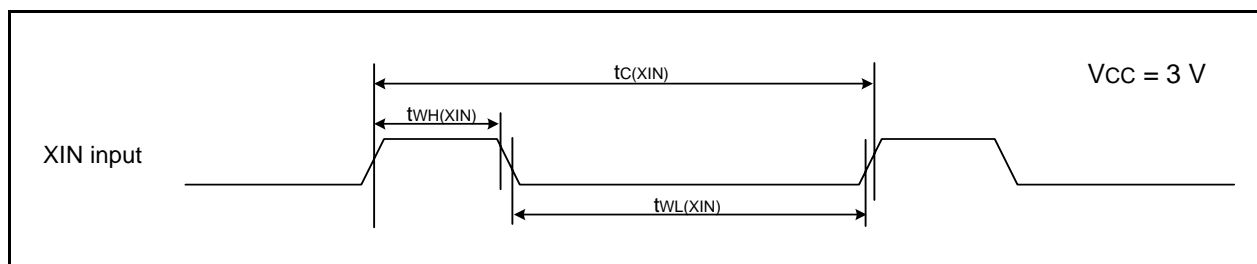 tC(XIN)
VCC = 3 V
tWH(XIN)
XIN input
tWL(XIN)